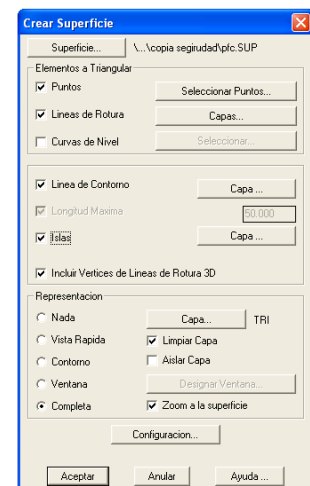 Crear Superficie
Superficie... \...\copia segirudad\pfc.SUP
Elementos a Triangular
Puntos Seleccionar Puntos...
Lineas de Rotura Capas...
Curvas de Nivel Seleccionar...
Linea de Contorno Capa ...
Longitud Maxima 50.000
Islas Capa ...
Incluir Vertices de Lineas de Rotura 3D
Representacion
Nada Capa... TRI
Vista Rapida Limpiar Capa
Contorno Aislar Capa
Ventana Designar Ventana...
Completa Zoom a la superficie
Configuracion...
Aceptar Anular Ayuda ...